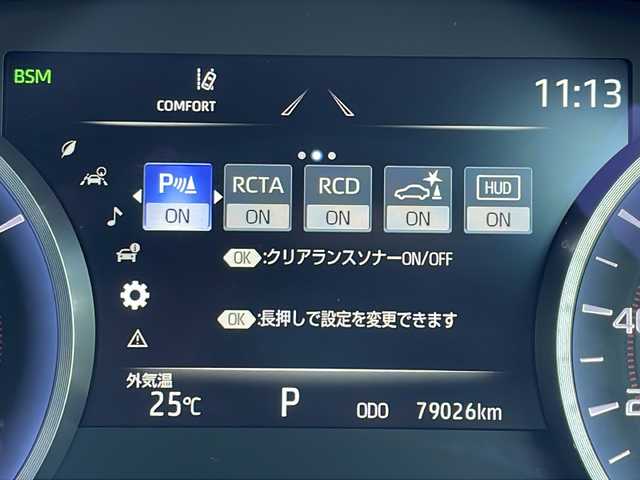 BSM
COMFORT
11:13
P RCTA RCD HUD
ON ON ON ON ON
OK:クリアランスソナーON/OFF
OK:長押しで設定を変更できます
外気温
25℃ P ODO 79026km